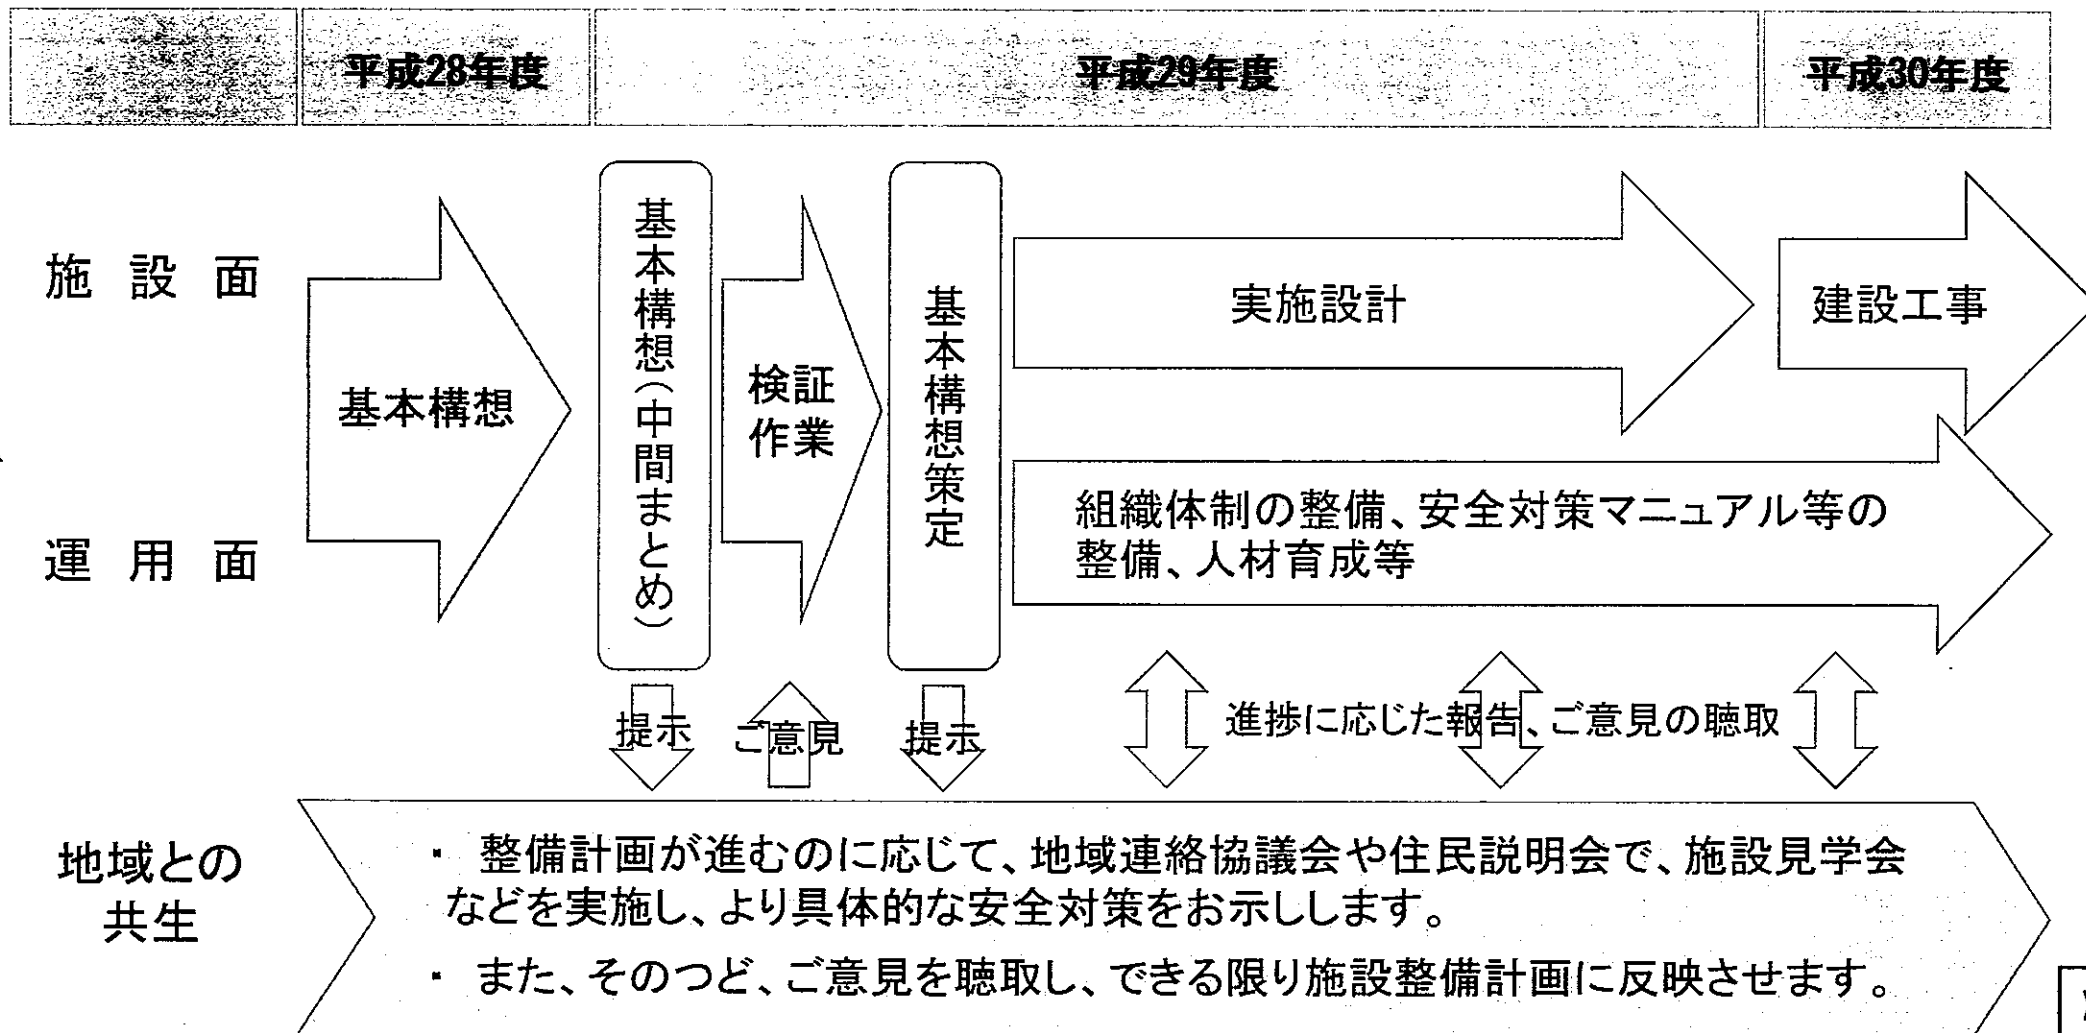 平成28年度
平成29年度
平成30年度
施設面
運用面
基本構想
基本構想(中間まとめ)
検証
作業
基本構想策定
実施設計
建設工事
組織体制の整備、安全対策マニュアル等の
整備、人材育成等
提示
ご意見
提示
進捗に応じた報告、ご意見の聴取
地域との
共生
・ 整備計画が進むのに応じて、地域連絡協議会や住民説明会で、施設見学会
などを実施し、より具体的な安全対策をお示しします。
・ また、そのつど、ご意見を聴取し、できる限り施設整備計画に反映させます。